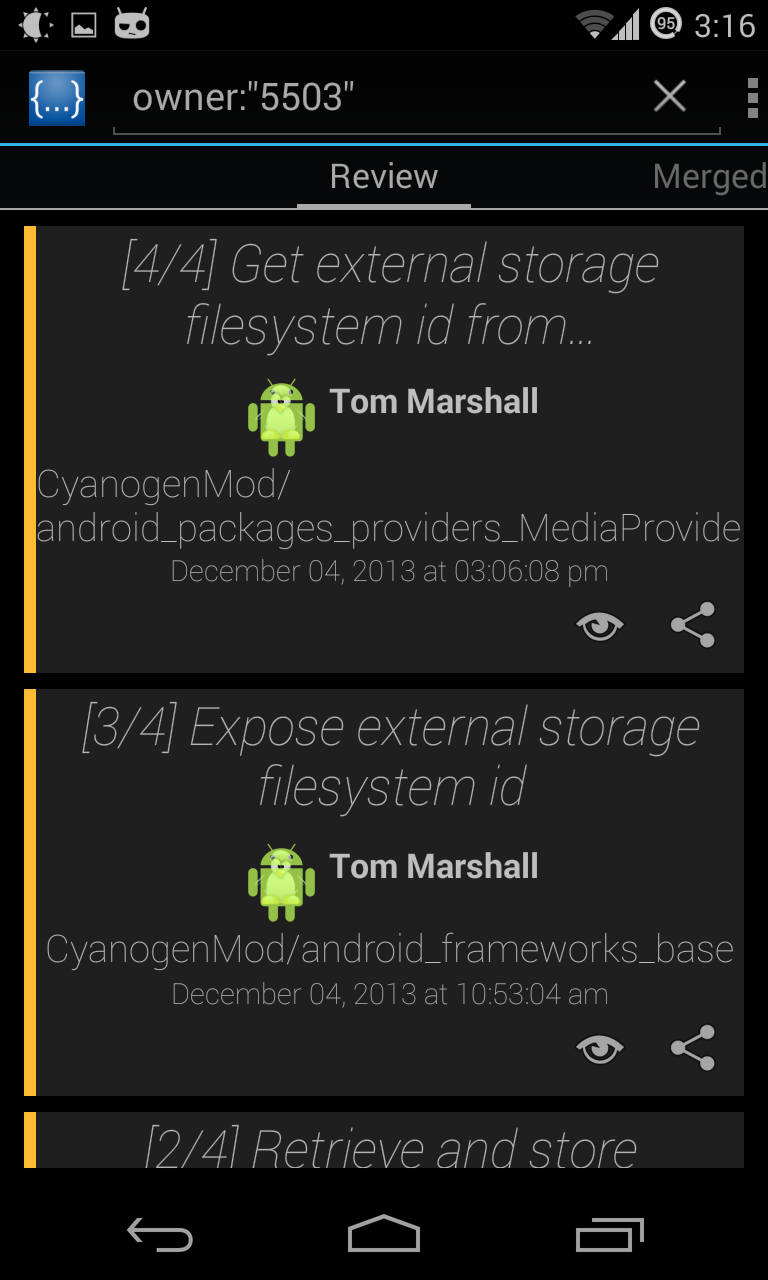 95 3:16
{...} owner:"5503"
Review Merged
[4/4] Get external storage
filesystem id from...
Tom Marshall
CyanogenMod/
android_packages_providers_MediaProvide
December 04, 2013 at 03:06:08 pm
[3/4] Expose external storage
filesystem id
Tom Marshall
CyanogenMod/android_frameworks_base
December 04, 2013 at 10:53:04 am
[2/4] Retrieve and store